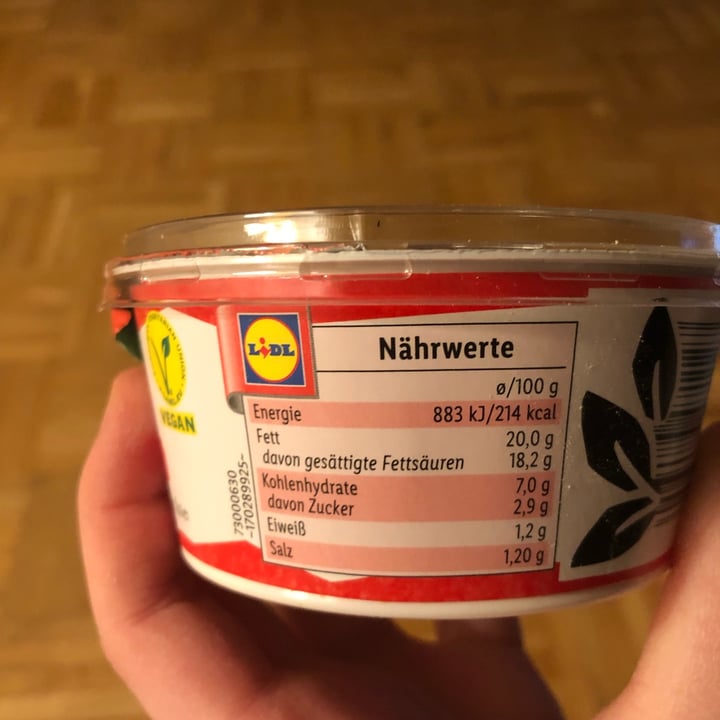 VEGAN
LIDL
Nährwerte
ø/100 g
Energie 883 kJ/214 kcal
Fett 20,0 g
davon gesättigte Fettsäuren 18,2 g
Kohlenhydrate 7,0 g
davon Zucker 2,9 g
Eiweiß 1,2 g
Salz 1,20 g
73000630
-170289925-